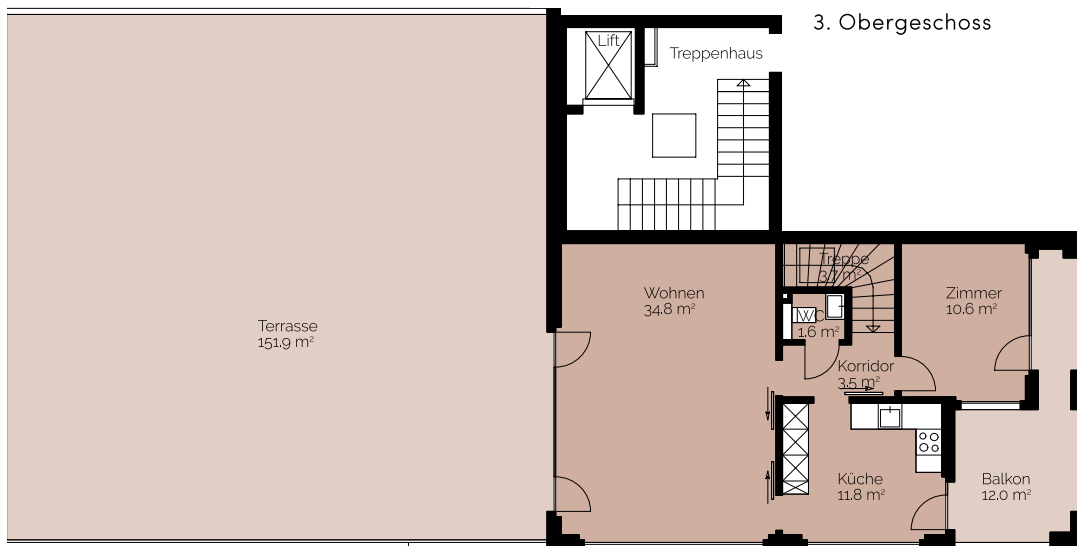 3. Obergeschoss
Lift
Treppenhaus
Treppe
3.7 m²
Wohnen
34.8 m²
Zimmer
10.6 m²
WC
1.6 m²
Terrasse
151.9 m²
Korridor
3.5 m²
Küche
11.8 m²
Balkon
12.0 m²